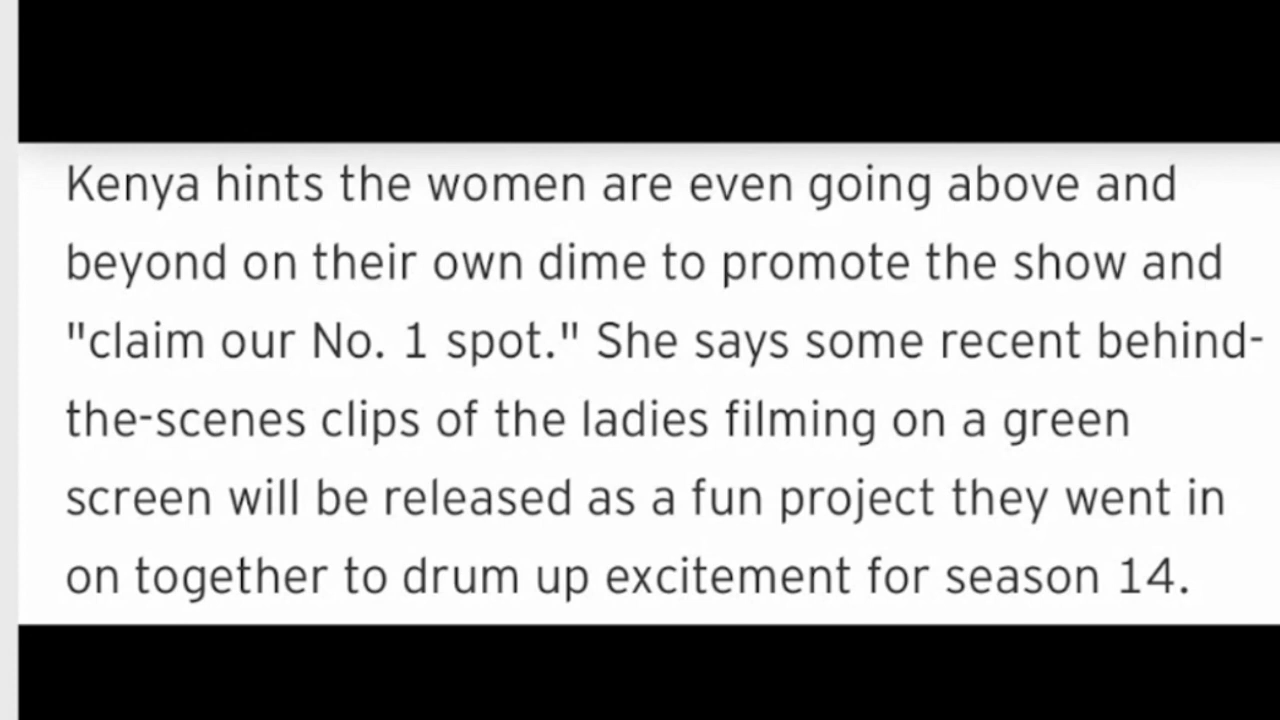 Kenya hints the women are even going above and
beyond on their own dime to promote the show and
"claim our No. 1 spot." She says some recent behind-
the-scenes clips of the ladies filming on a green
screen will be released as a fun project they went in
on together to drum up excitement for season 14.